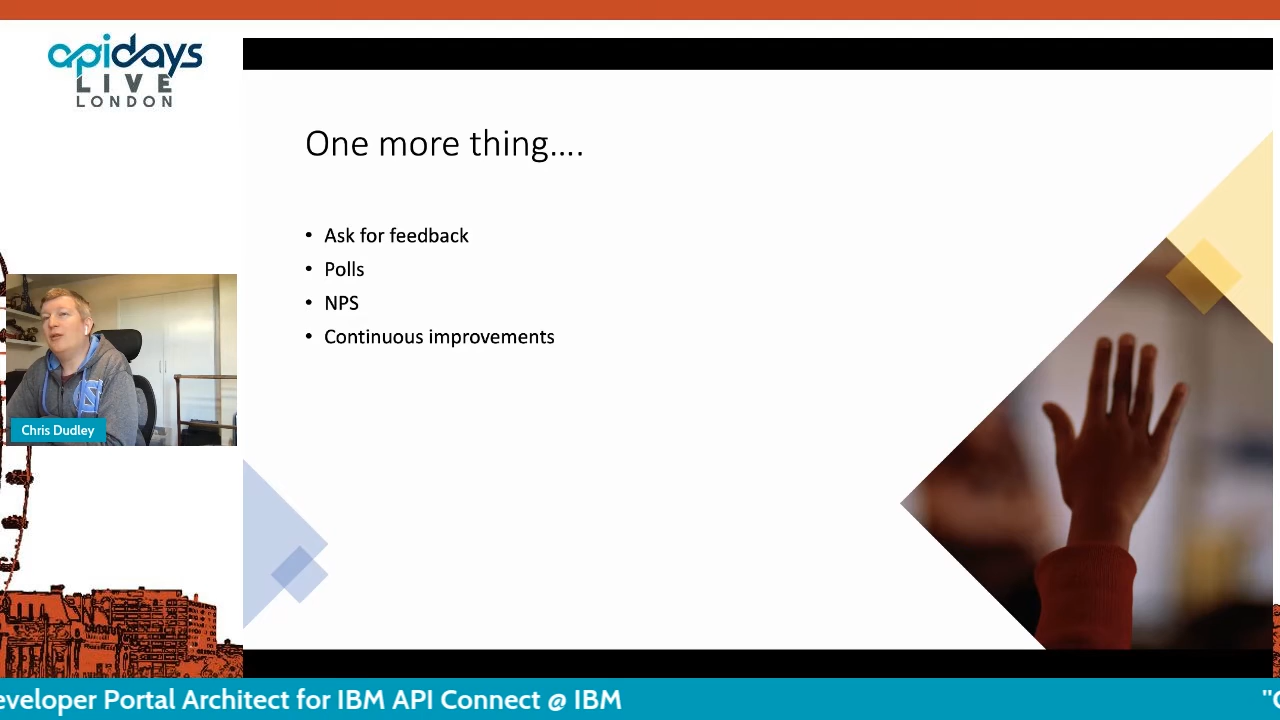 apidays
LIVE
LONDON
One more thing....
• Ask for feedback
• Polls
• NPS
• Continuous improvements
Chris Dudley
eveloper Portal Architect for IBM API Connect @ IBM